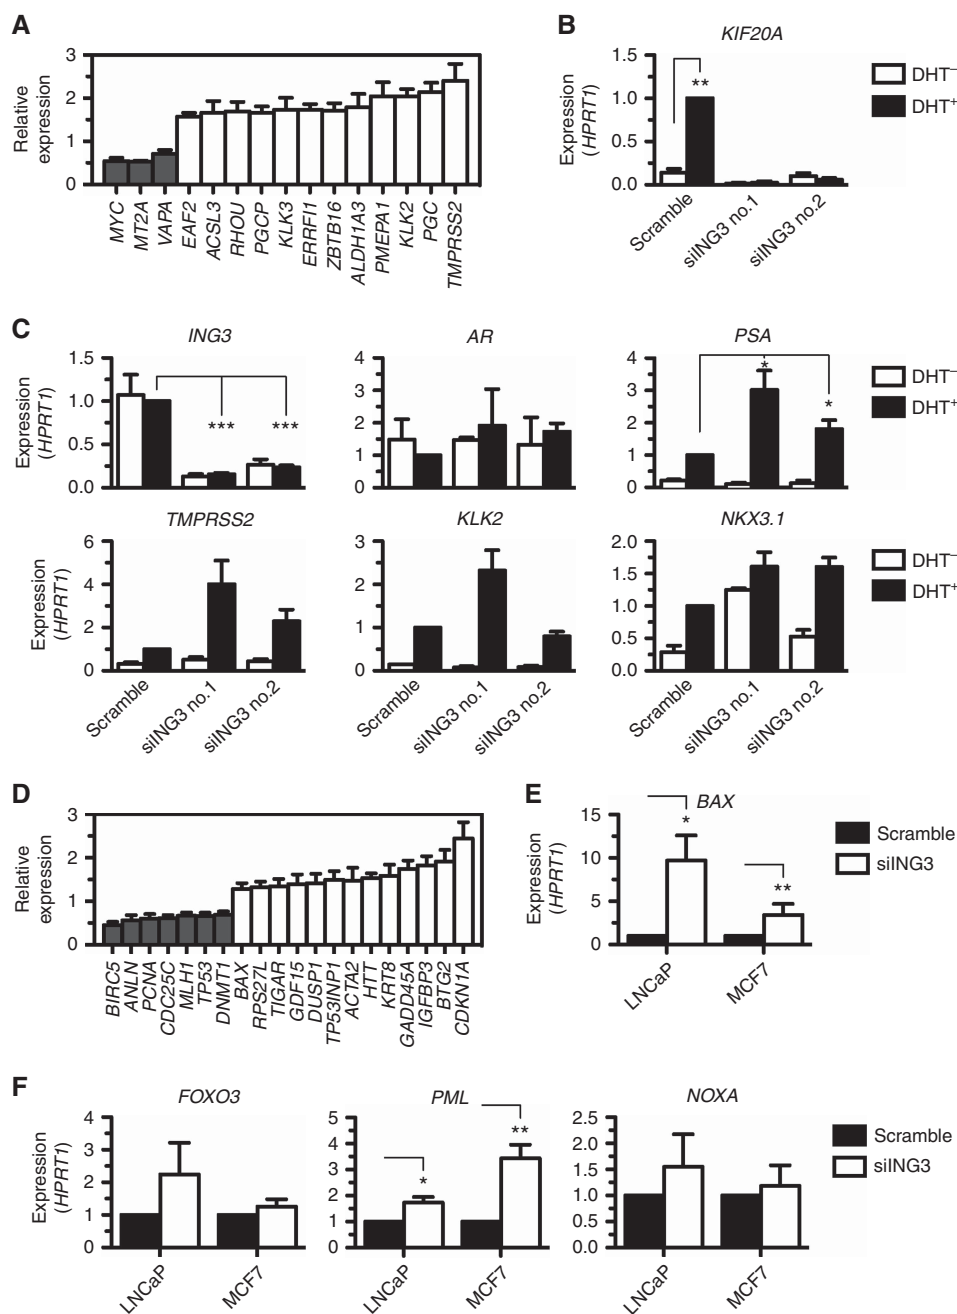 A
Relative
expression
3
2
1
0
MYC
MT2A
VAPA
EAF2
ACSL3
RHOU
PGCP
KLK3
ERRFI1
ZBTB16
ALDH1A3
PMEPA1
KLK2
PGC
TMPRSS2
B
KIF20A
Expression
(HPRT1)
1.5
1.0
0.5
0.0
**
Scramble
siING3 no.1
siING3 no.2
DHT–
DHT+
C
ING3
Expression
(HPRT1)
1.5
1.0
0.5
0.0
***
***
AR
4
3
2
1
0
PSA
4
3
2
1
0
*
*
DHT–
DHT+
TMPRSS2
Expression
(HPRT1)
6
4
2
0
Scramble
siING3 no.1
siING3 no.2
KLK2
3
2
1
0
Scramble
siING3 no.1
siING3 no.2
NKX3.1
2.0
1.5
1.0
0.5
0.0
Scramble
siING3 no.1
siING3 no.2
DHT–
DHT+
D
Relative
expression
3
2
1
0
BIRC5
ANLN
PCNA
CDC25C
MLH1
TP53
DNMT1
BAX
RPS27L
TIGAR
GDF15
DUSP1
TP53INP1
ACTA2
HTT
KRT8
GADD45A
IGFBP3
BTG2
CDKN1A
E
BAX
Expression
(HPRT1)
15
10
5
0
*
**
LNCaP
MCF7
Scramble
siING3
F
FOXO3
Expression
(HPRT1)
4
3
2
1
0
LNCaP
MCF7
PML
5
4
3
2
1
0
*
**
LNCaP
MCF7
NOXA
2.5
2.0
1.5
1.0
0.5
0.0
LNCaP
MCF7
Scramble
siING3